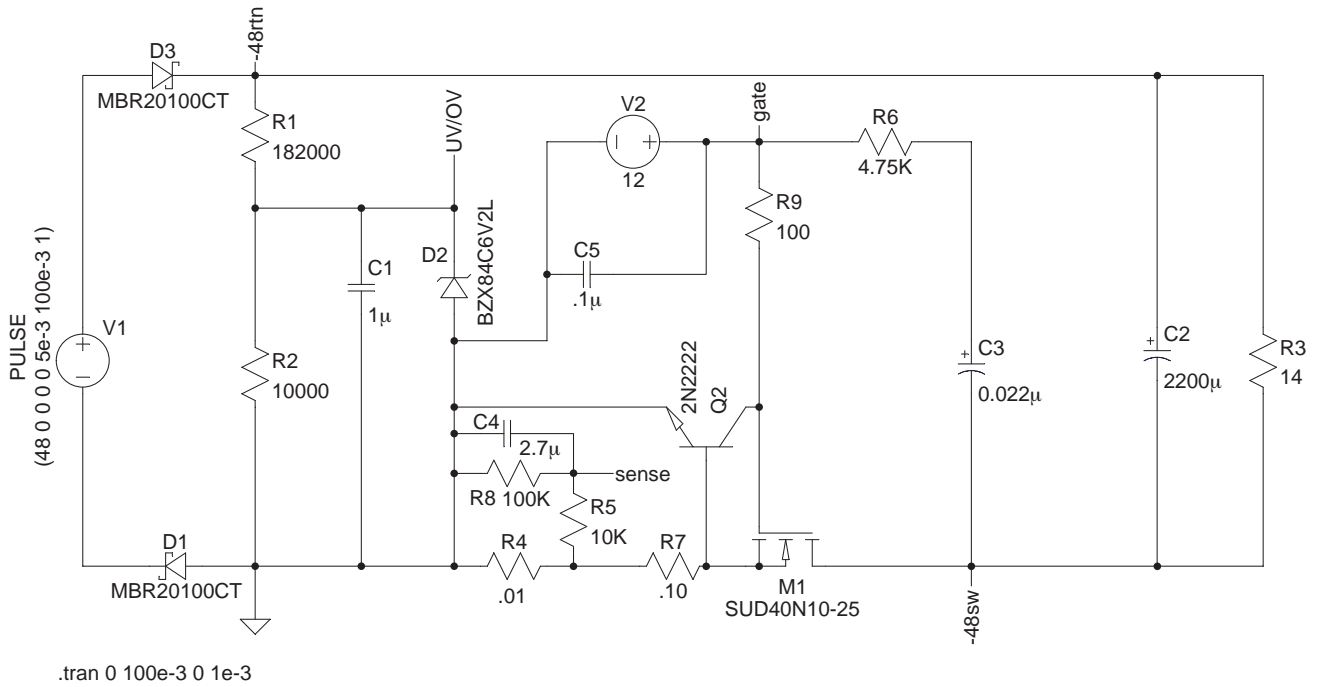 -48rtn
D3
MBR20100CT
R1
182000
UV/OV
V2
12
gate
R6
4.75K
R9
100
D2
BZX84C6V2L
C5
.1µ
C1
1µ
PULSE
(48 0 0 0 0 5e-3 100e-3 1)
V1
R2
10000
2N2222
Q2
C3
0.022µ
C2
2200µ
R3
14
C4
2.7µ
sense
R8 100K
R5
10K
D1
MBR20100CT
R4
.01
R7
.10
M1
SUD40N10-25
-48sw
.tran 0 100e-3 0 1e-3